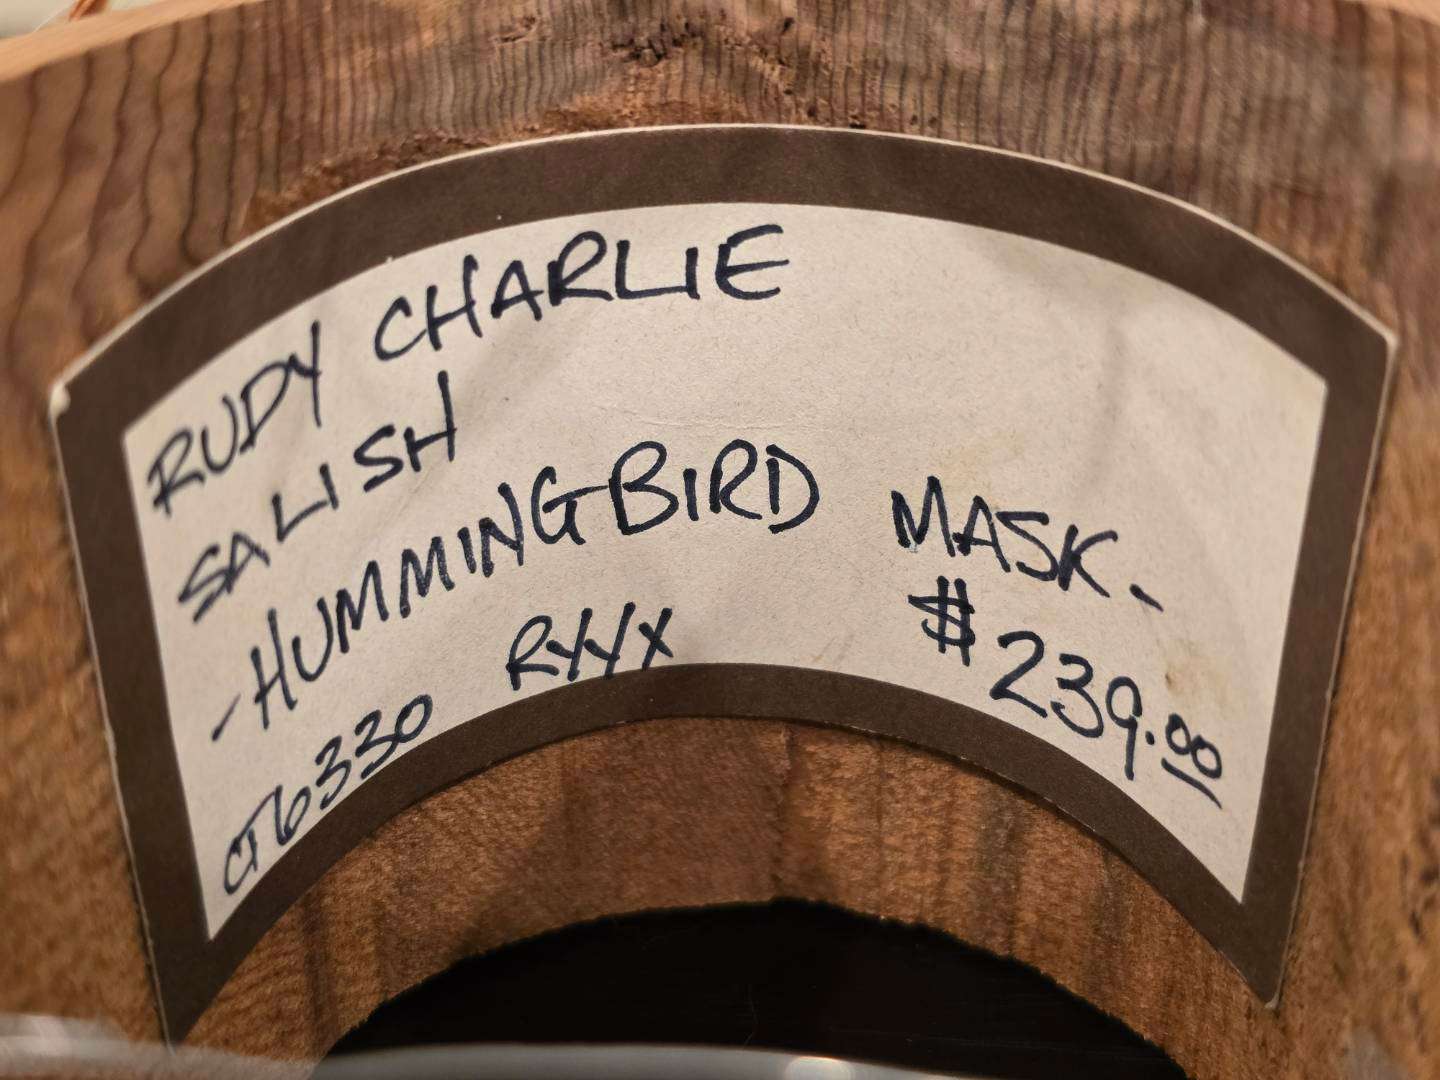 RUDY CHARLIE
SALISH
-HUMMINGBIRD MASK-
CT6330 RYYX $239.00